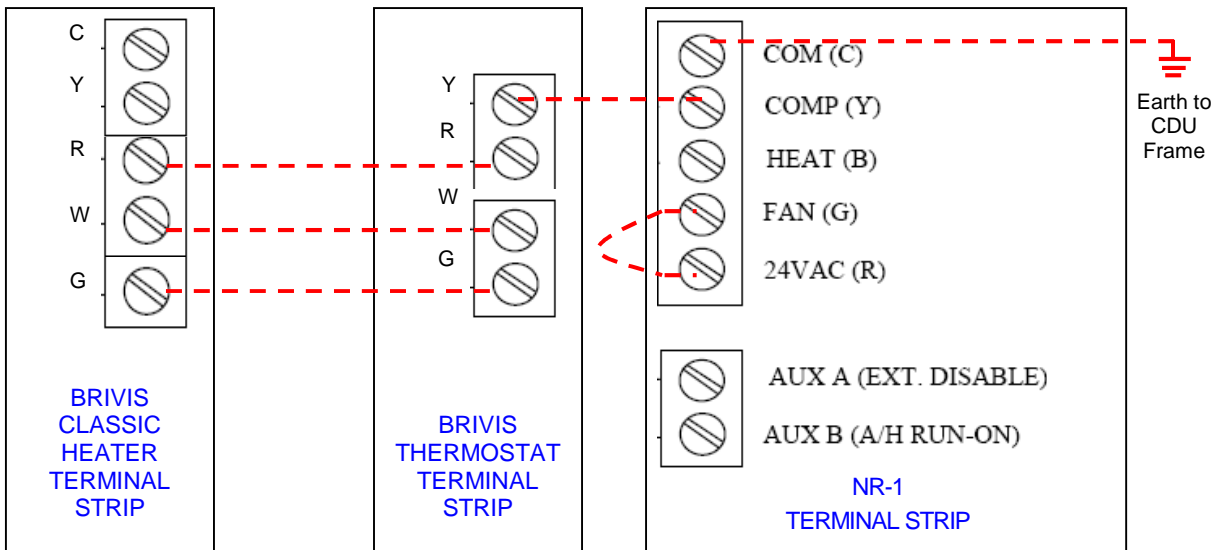 C
Y
R
W
G
BRIVIS
CLASSIC
HEATER
TERMINAL
STRIP
Y
R
W
G
BRIVIS
THERMOSTAT
TERMINAL
STRIP
COM (C)
COMP (Y)
HEAT (B)
FAN (G)
24VAC (R)
AUX A (EXT. DISABLE)
AUX B (A/H RUN-ON)
NR-1
TERMINAL STRIP
Earth to
CDU
Frame